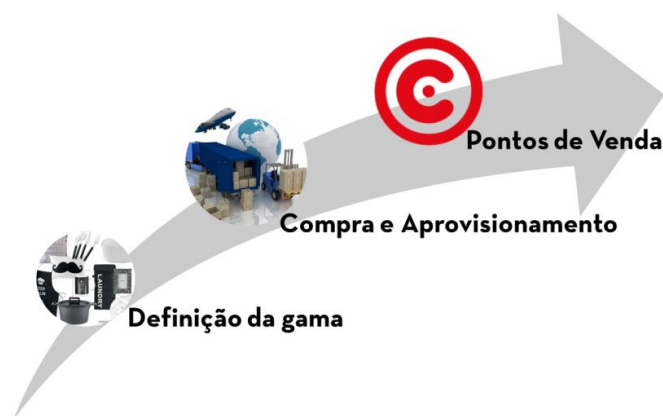 Pontos de Venda
Compra e Aprovisionamento
LAUNDRY
Definição da gama